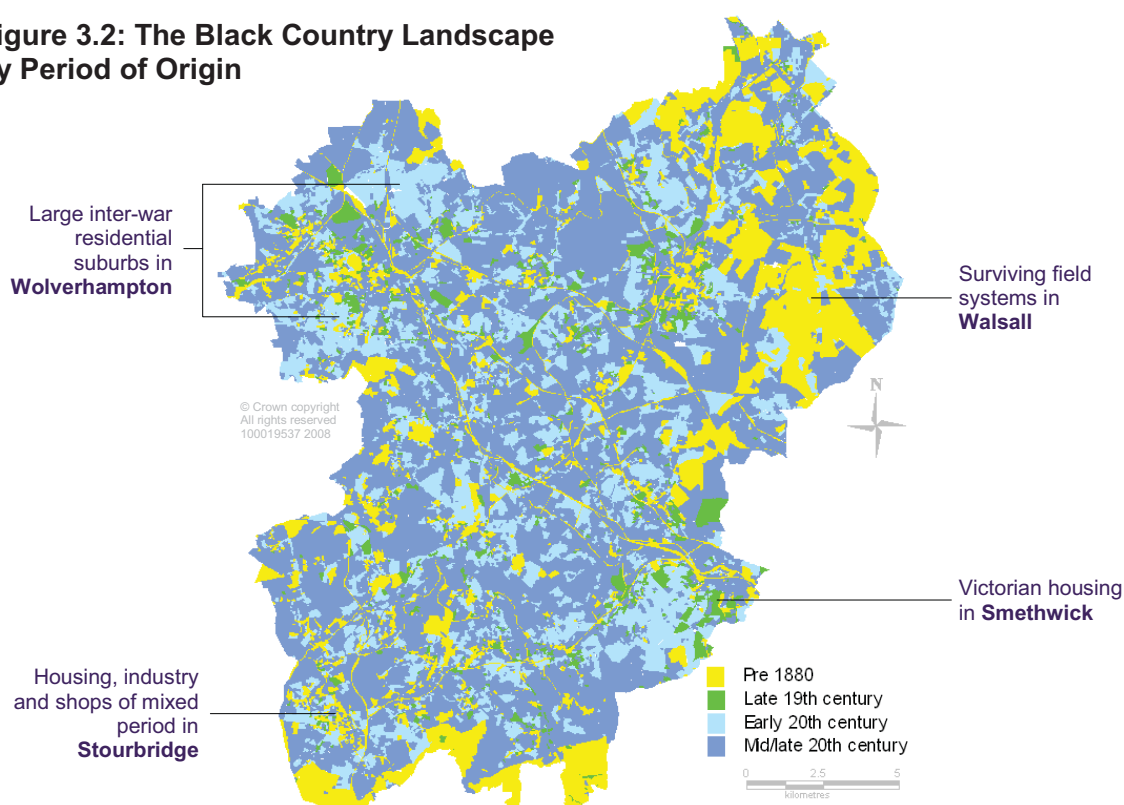 igure 3.2: The Black Country Landscape
y Period of Origin
Large inter-war
residential
suburbs in
Wolverhampton
Surviving field
systems in
Walsall
N
© Crown copyright
All rights reserved
100019537 2008
Victorian housing
in Smethwick
Housing, industry
and shops of mixed
period in
Stourbridge
Pre 1880
Late 19th century
Early 20th century
Mid/late 20th century
0 2.5 5
kilometres